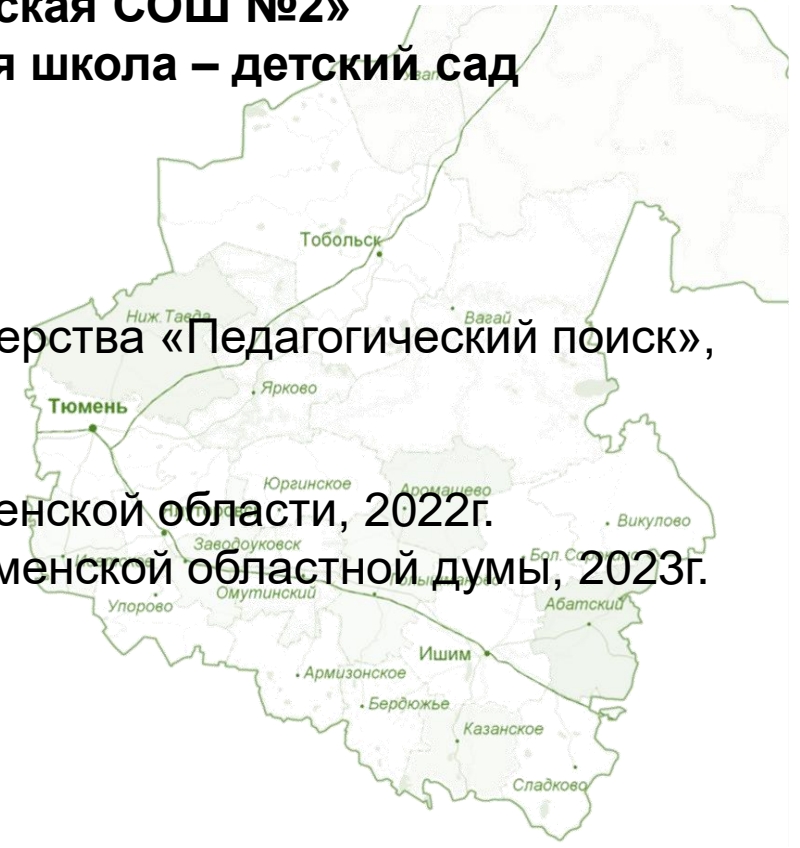 ская СОШ №2»
я школа – детский сад
Уват
Тобольск
Ниж.Тавда
Вагай
ерства «Педагогический поиск»,
Ярково
Тюмень
Юргинское
Аромашево
енской области, 2022г.
Викулово
Заводоуковск
менской областной думы, 2023г.
Упорово
Омутинский
Абатский
Ишим
Армизонское
Бердюжье
Казанское
Сладково